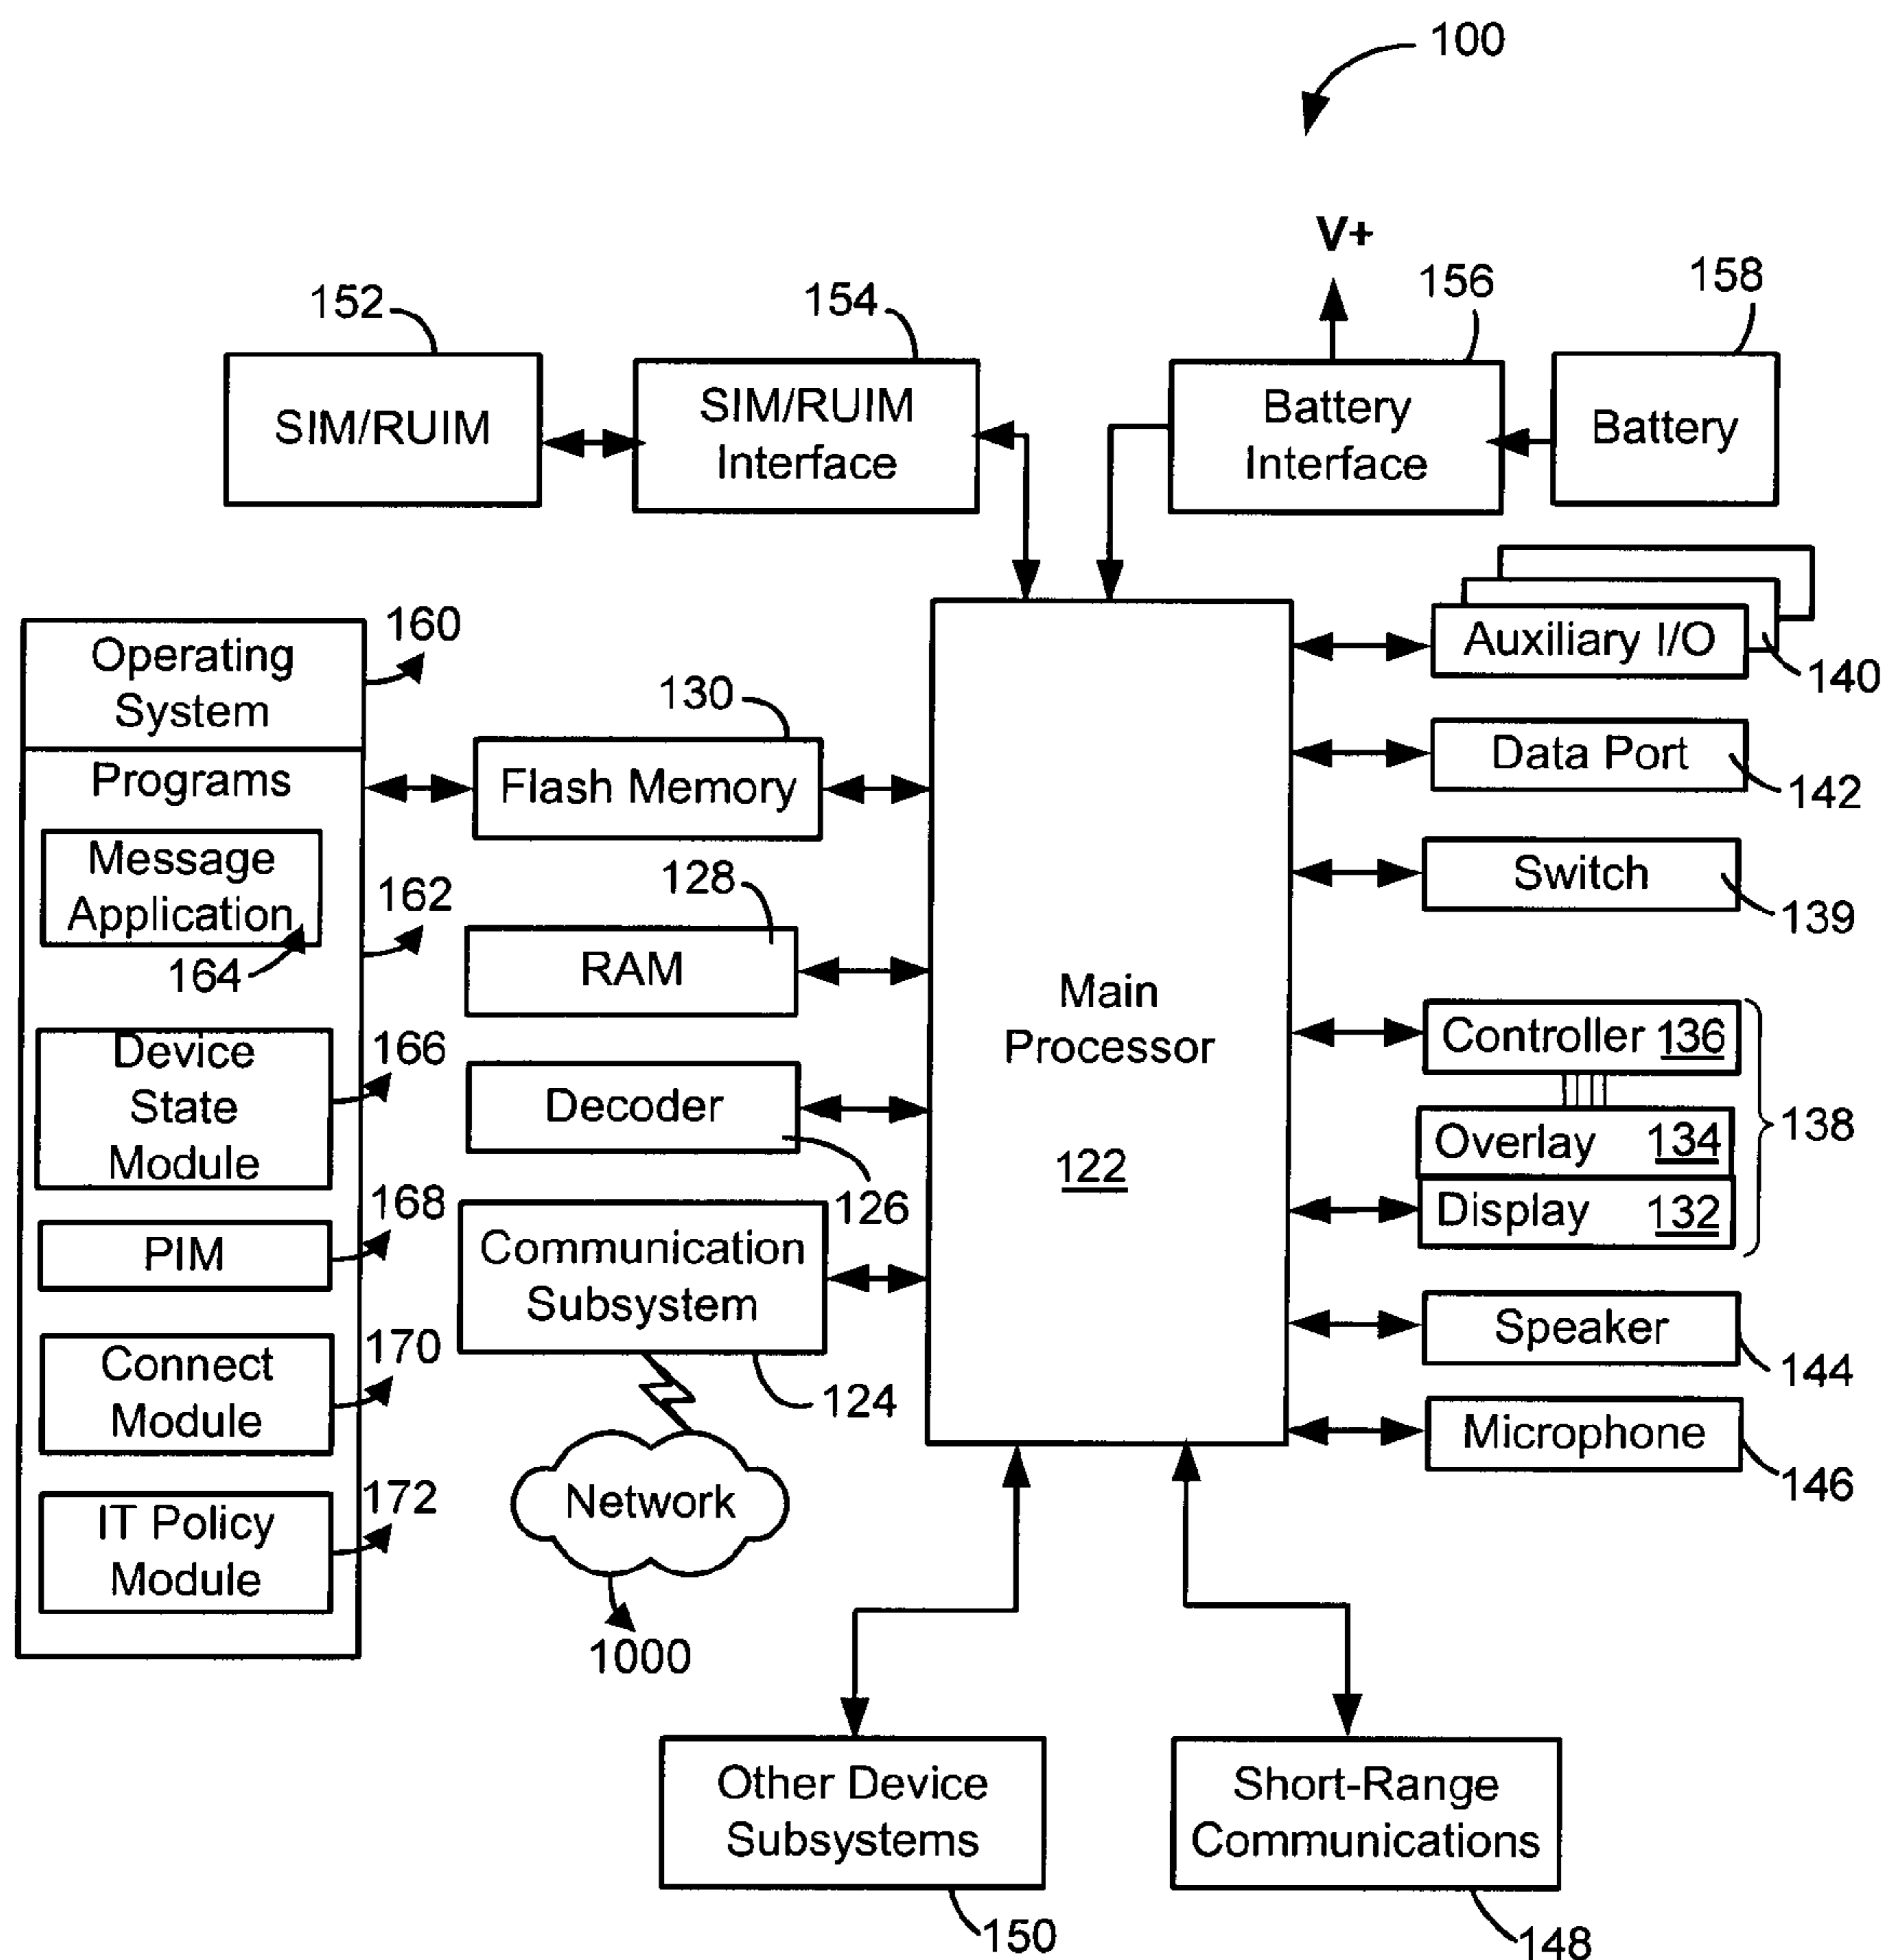 100
V+
152
154
156
158
SIM/RUIM
SIM/RUIM
Interface
Battery
Interface
Battery
Operating
System
160
Programs
Message
Application
164
162
Device
State
Module
166
PIM
168
Connect
Module
170
IT Policy
Module
172
130
Flash Memory
128
RAM
Decoder
126
Communication
Subsystem
124
Network
1000
Main
Processor
122
Auxiliary I/O
140
Data Port
142
Switch
139
Controller 136
Overlay 134
Display 132
138
Speaker
144
Microphone
146
Other Device
Subsystems
150
Short-Range
Communications
148